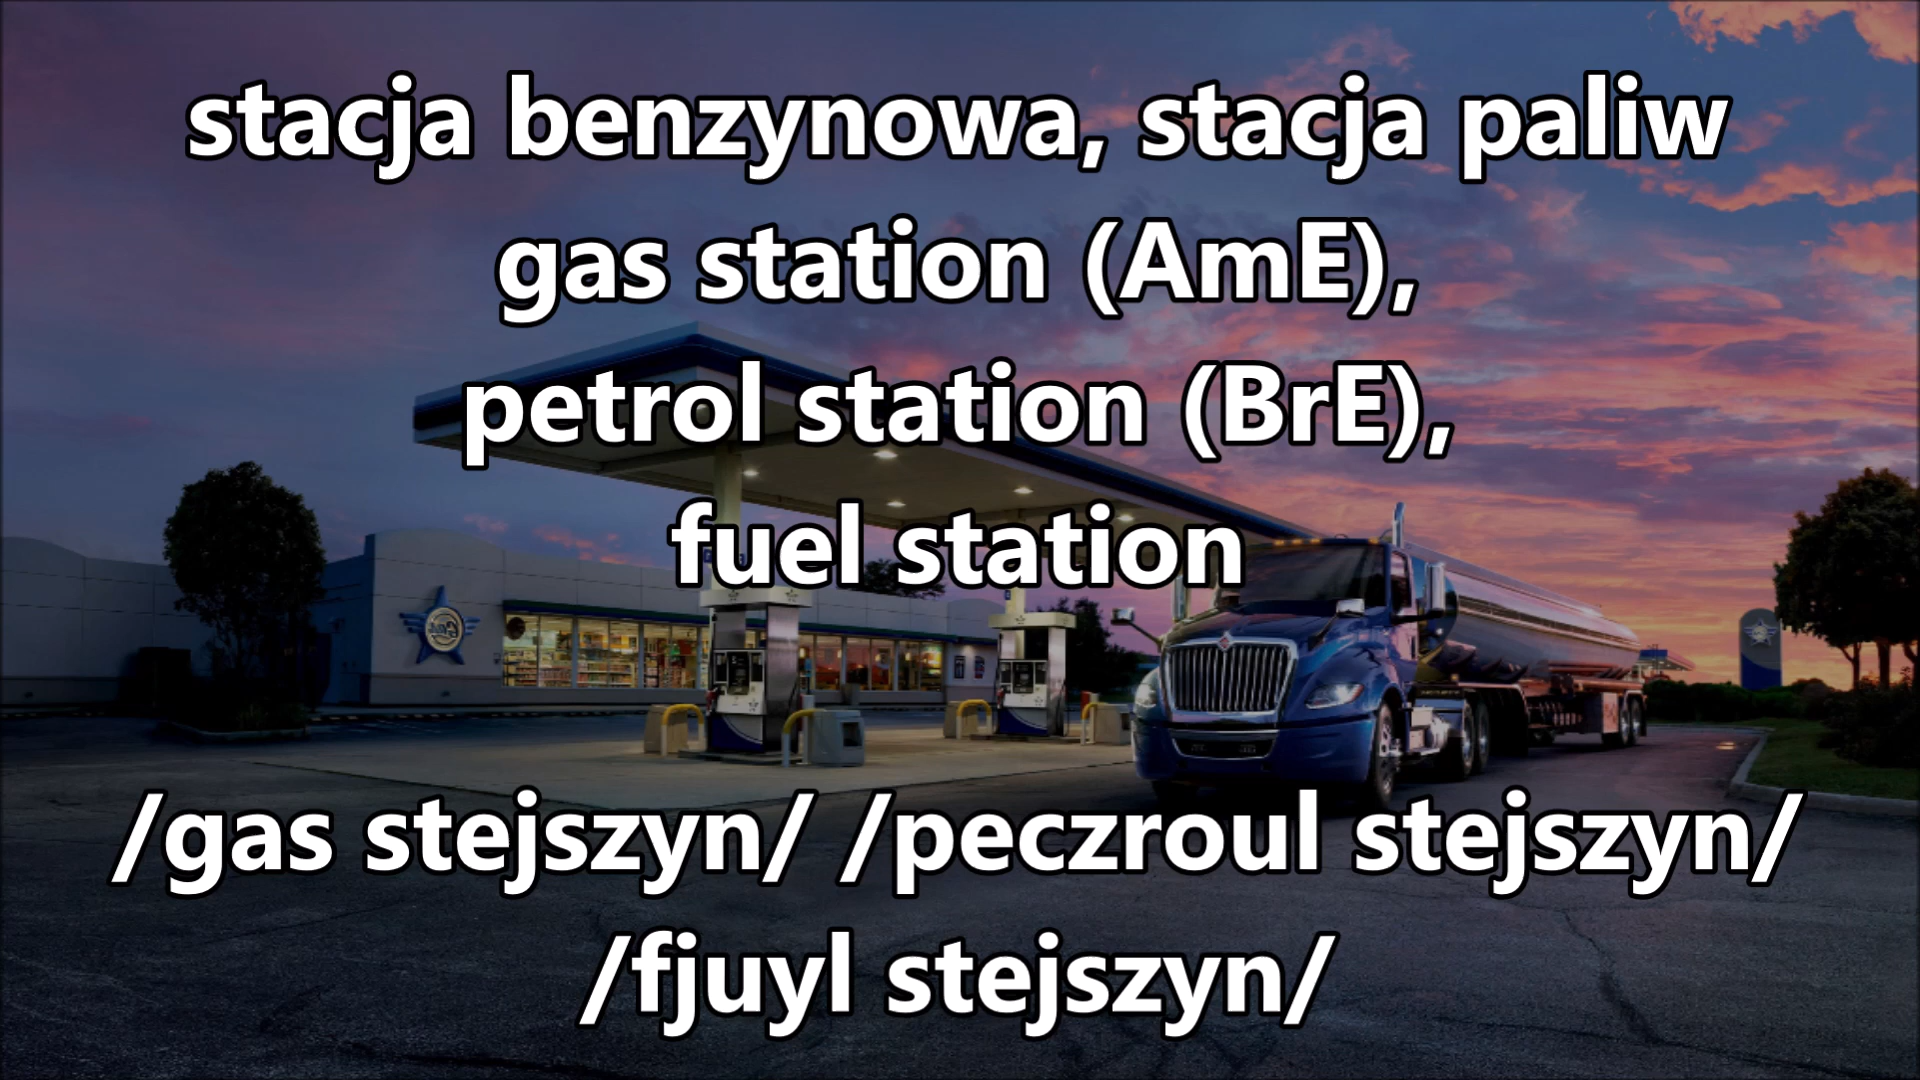 stacja benzynowa, stacja paliw
gas station (AmE),
petrol station (BrE),
fuel station
/gas stejszyn/ /peczroul stejszyn/
/fjuyl stejszyn/